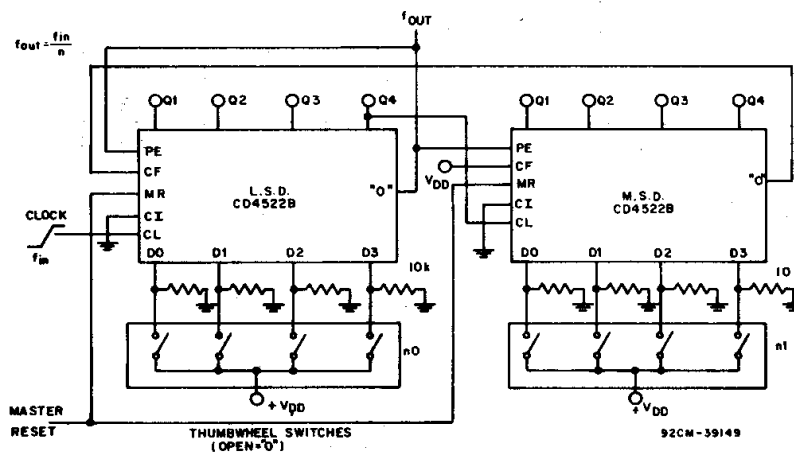 fOUT
fout = fin/n
Q1 Q2 Q3 Q4
Q1 Q2 Q3 Q4
PE
CF
MR
CI
CL
L.S.D.
CD4522B
"0"
VDD
PE
CF
MR
CI
CL
M.S.D.
CD4522B
"0"
CLOCK
fin
D0 D1 D2 D3
D0 D1 D2 D3
10k
10
n0
n1
+VDD
+VDD
MASTER
RESET
THUMBWHEEL SWITCHES
(OPEN="0")
92CM-39149